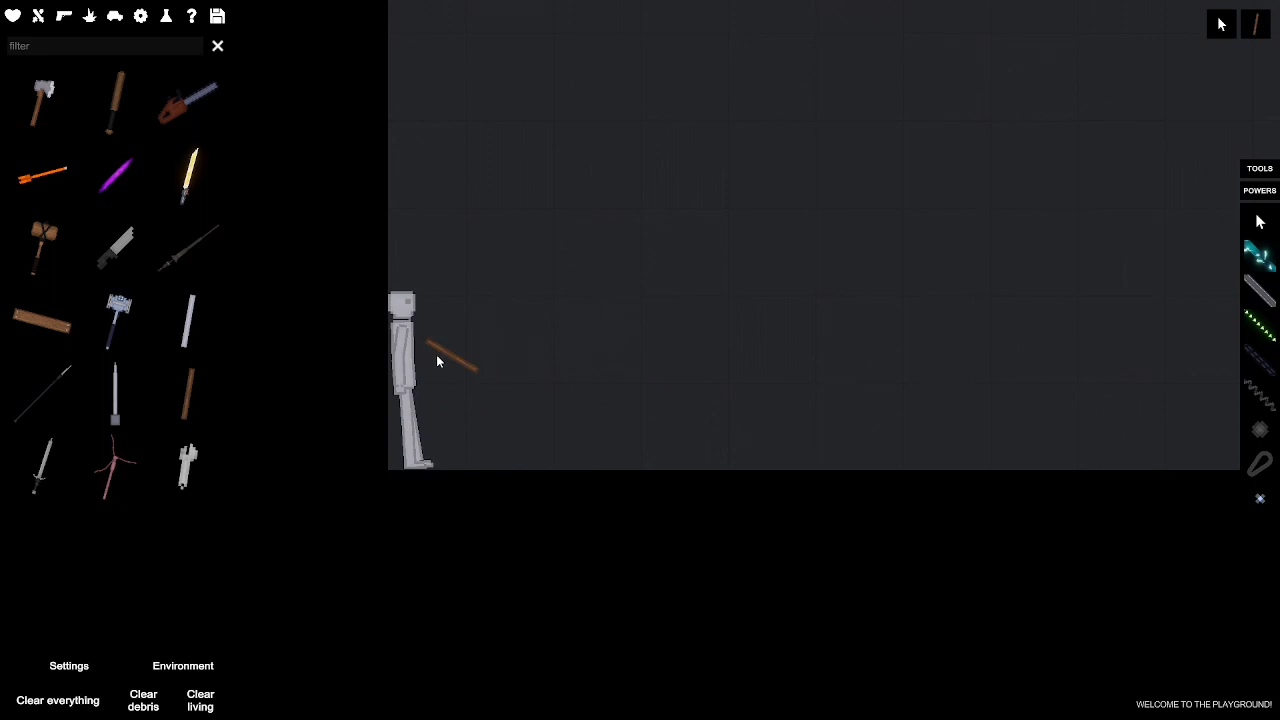 filter
TOOLS
POWERS
Settings
Environment
Clear everything
Clear
debris
Clear
living
WELCOME TO THE PLAYGROUND!